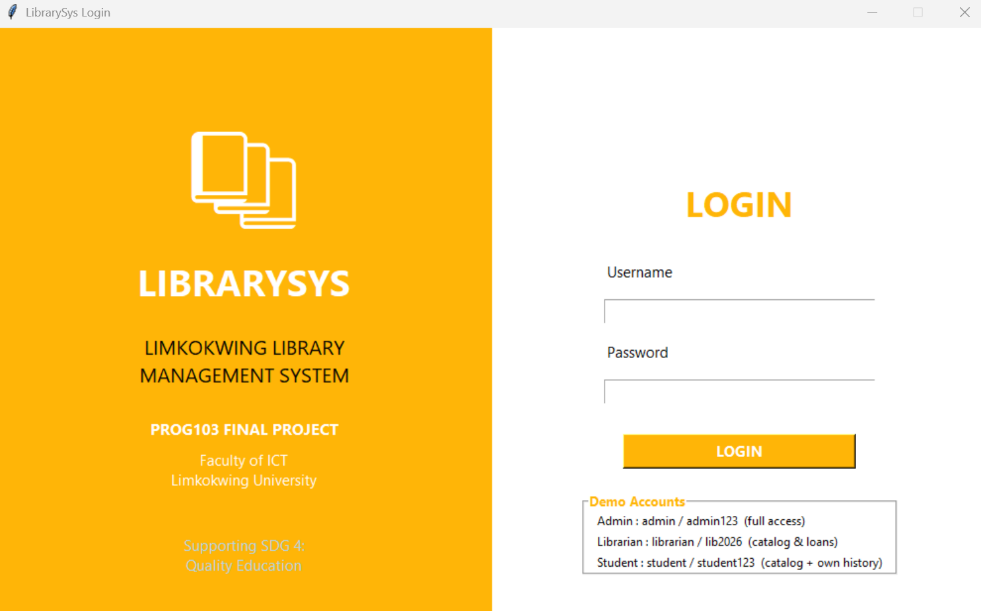 LibrarySys Login
LIBRARYSYS
LIMKOKWING LIBRARY
MANAGEMENT SYSTEM
PROG103 FINAL PROJECT
Faculty of ICT
Limkokwing University
Supporting SDG 4:
Quality Education
LOGIN
Username
Password
LOGIN
Demo Accounts
Admin : admin / admin123 (full access)
Librarian : librarian / lib2026 (catalog & loans)
Student : student / student123 (catalog + own history)